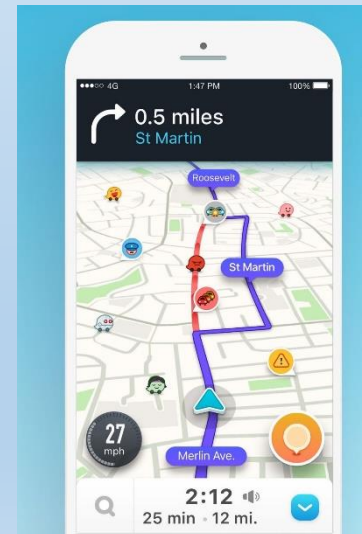 4G 1:47 PM 100%
0.5 miles
St Martin
Roosevelt
St Martin
27
mph
Merlin Ave.
2:12
25 min • 12 mi.